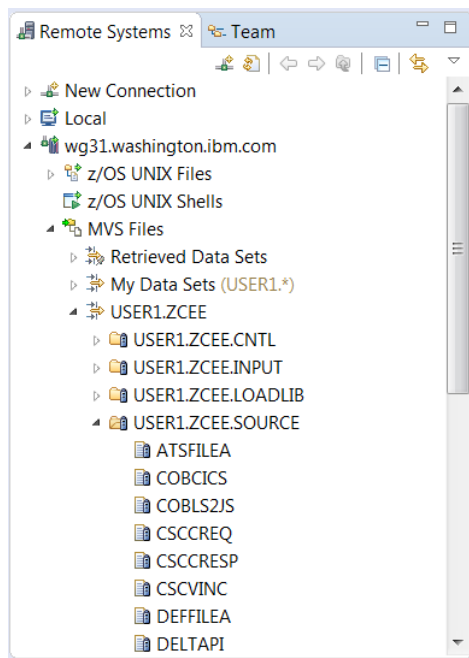 Remote Systems Team
New Connection
Local
wg31.washington.ibm.com
z/OS UNIX Files
z/OS UNIX Shells
MVS Files
Retrieved Data Sets
My Data Sets (USER1.*)
USER1.ZCEE
USER1.ZCEE.CNTL
USER1.ZCEE.INPUT
USER1.ZCEE.LOADLIB
USER1.ZCEE.SOURCE
ATSFILEA
COBCICS
COBLS2JS
CSCCREQ
CSCCRESP
CSCVINC
DEFFILEA
DELTAPI